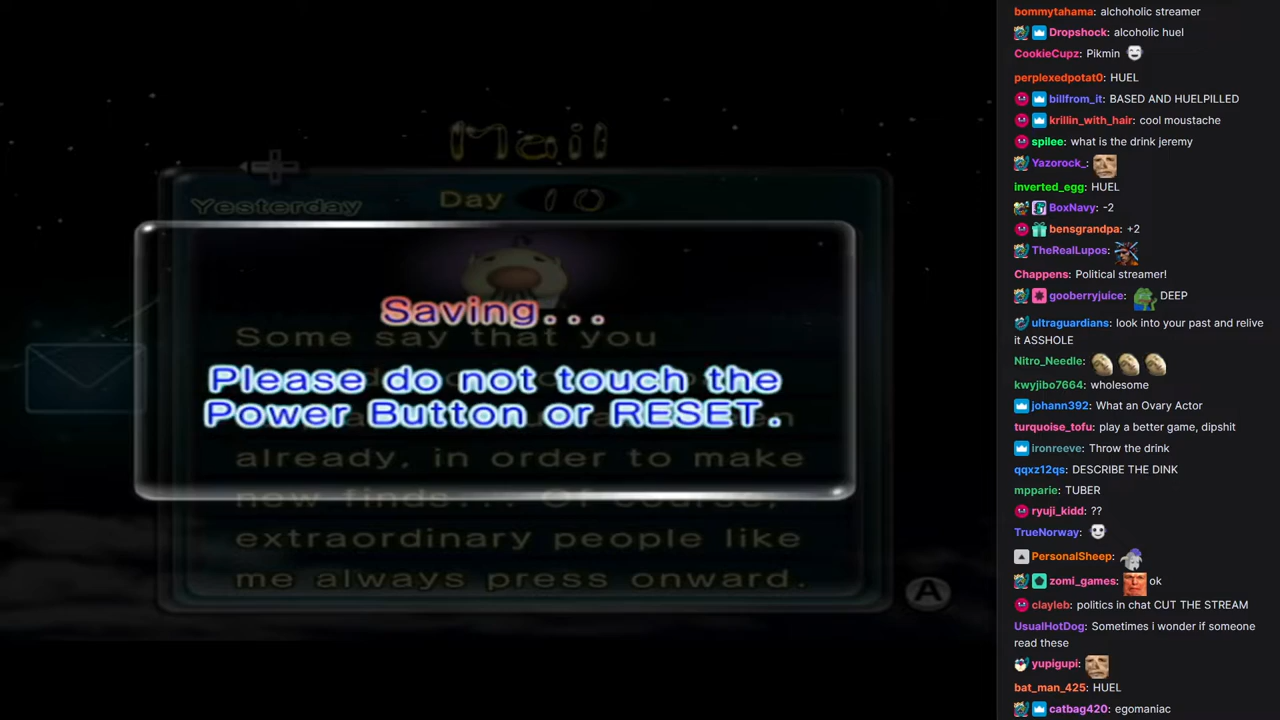 Mail
Yesterday
Day 10
Saving...
Some say that you
Please do not touch the
Power Button or RESET.
already, in order to make
new finds... Of course,
extraordinary people like
me always press onward.
A
bommytahama: alchoholic streamer
Dropshock: alcoholic huel
CookieCupz: Pikmin
perplexedpotat0: HUEL
billfrom_it: BASED AND HUELPILLED
krillin_with_hair: cool moustache
spilee: what is the drink jeremy
Yazorock_:
inverted_egg: HUEL
BoxNavy: -2
bensgrandpa: +2
TheRealLupos:
Chappens: Political streamer!
gooberryjuice: DEEP
ultraguardians: look into your past and relive
it ASSHOLE
Nitro_Needle:
kwyjibo7664: wholesome
johann392: What an Ovary Actor
turquoise_tofu: play a better game, dipshit
ironreeve: Throw the drink
qqxz12qs: DESCRIBE THE DINK
mpparie: TUBER
ryuji_kidd: ??
TrueNorway:
PersonalSheep:
zomi_games: ok
clayleb: politics in chat CUT THE STREAM
UsualHotDog: Sometimes i wonder if someone
read these
yupigupi:
bat_man_425: HUEL
catbag420: egomaniac